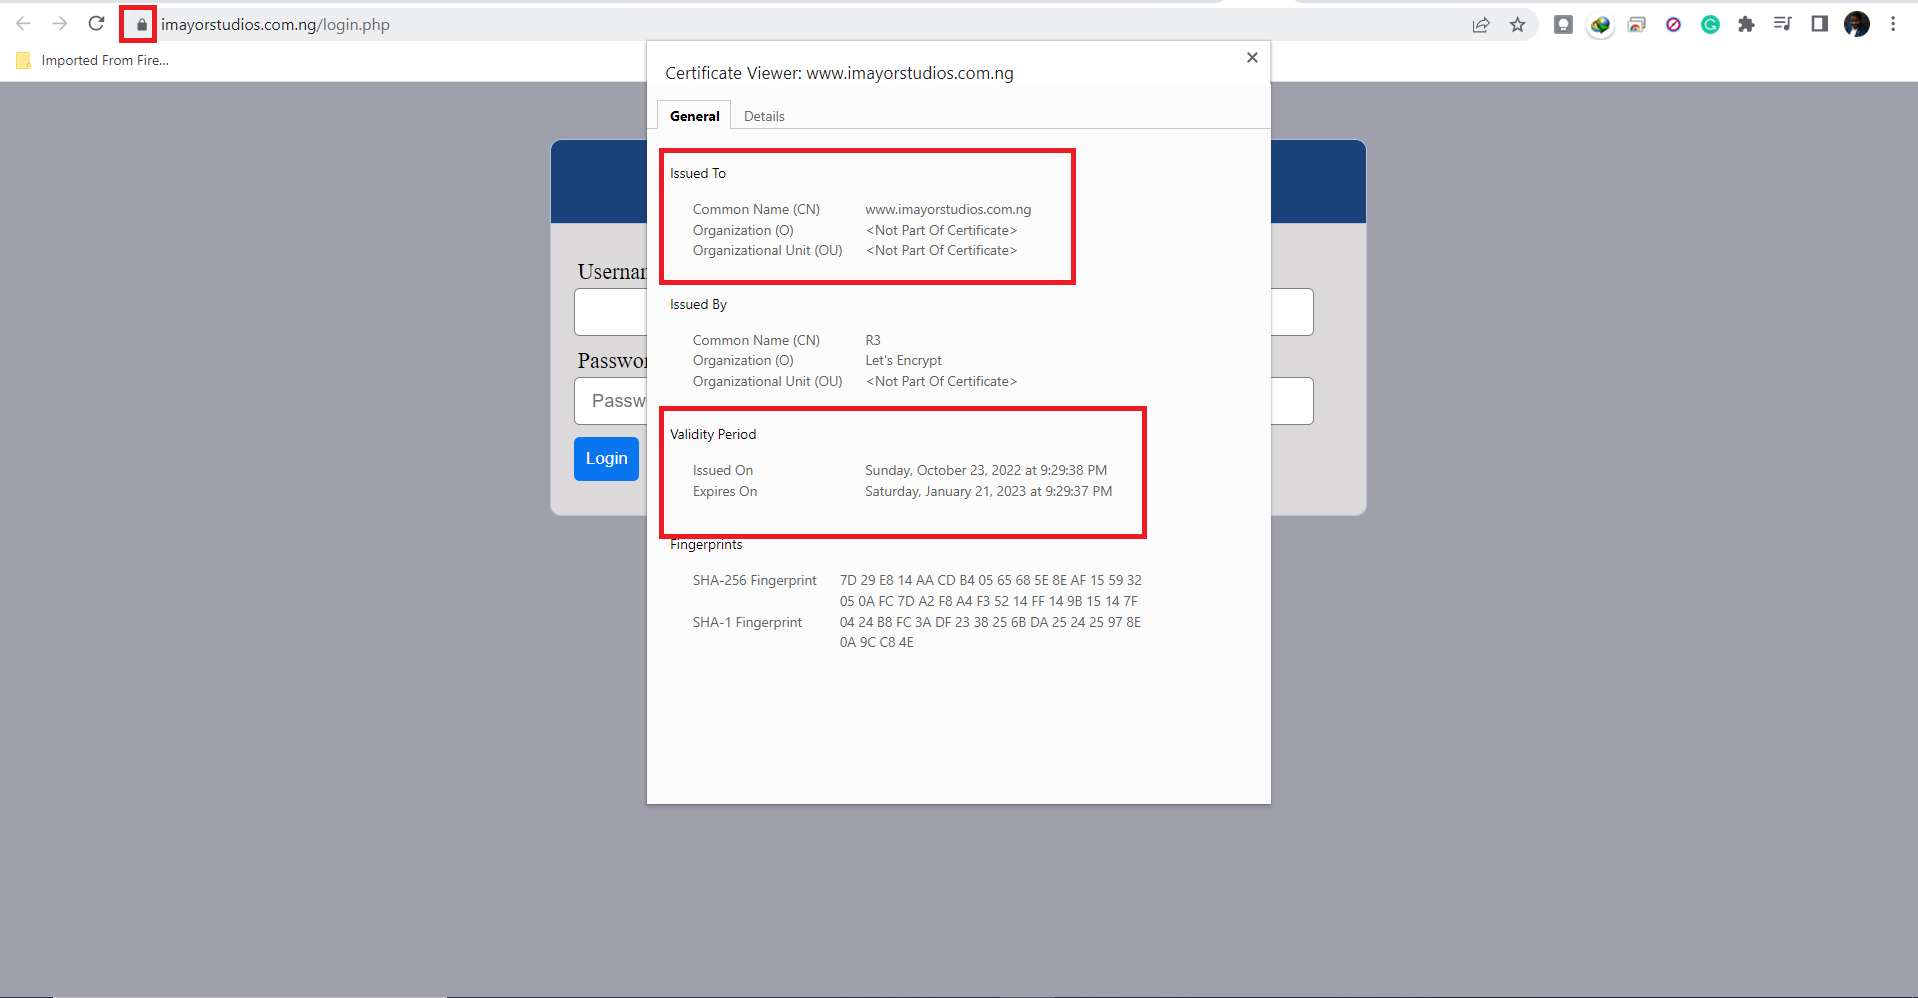 imayorstudios.com.ng/login.php
Imported From Fire...
Certificate Viewer: www.imayorstudios.com.ng
General Details
Issued To
Common Name (CN) www.imayorstudios.com.ng
Organization (O) <Not Part Of Certificate>
Organizational Unit (OU) <Not Part Of Certificate>
Issued By
Common Name (CN) R3
Organization (O) Let's Encrypt
Organizational Unit (OU) <Not Part Of Certificate>
Validity Period
Issued On Sunday, October 23, 2022 at 9:29:38 PM
Expires On Saturday, January 21, 2023 at 9:29:37 PM
Fingerprints
SHA-256 Fingerprint 7D 29 E8 14 AA CD B4 05 65 68 5E 8E AF 15 59 32
05 0A FC 7D A2 F8 A4 F3 52 14 FF 14 9B 15 14 7F
SHA-1 Fingerprint 04 24 B8 FC 3A DF 23 38 25 6B DA 25 24 25 97 8E
0A 9C C8 4E
Usernam
Passwor
Passw
Login